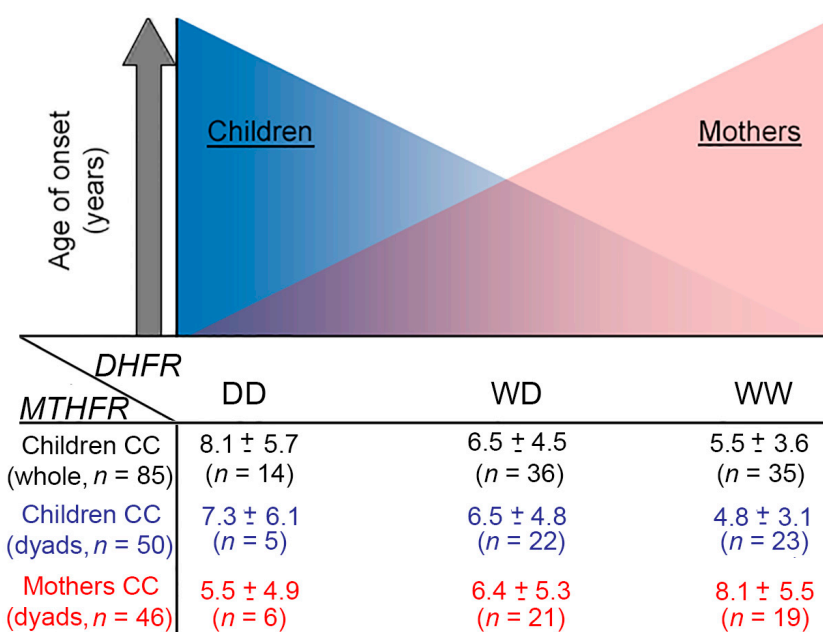 Age of onset
(years)
Children
Mothers
DHFR
MTHFR
DD WD WW
Children CC 8.1 ± 5.7 6.5 ± 4.5 5.5 ± 3.6
(whole, n = 85) (n = 14) (n = 36) (n = 35)
Children CC 7.3 ± 6.1 6.5 ± 4.8 4.8 ± 3.1
(dyads, n = 50) (n = 5) (n = 22) (n = 23)
Mothers CC 5.5 ± 4.9 6.4 ± 5.3 8.1 ± 5.5
(dyads, n = 46) (n = 6) (n = 21) (n = 19)